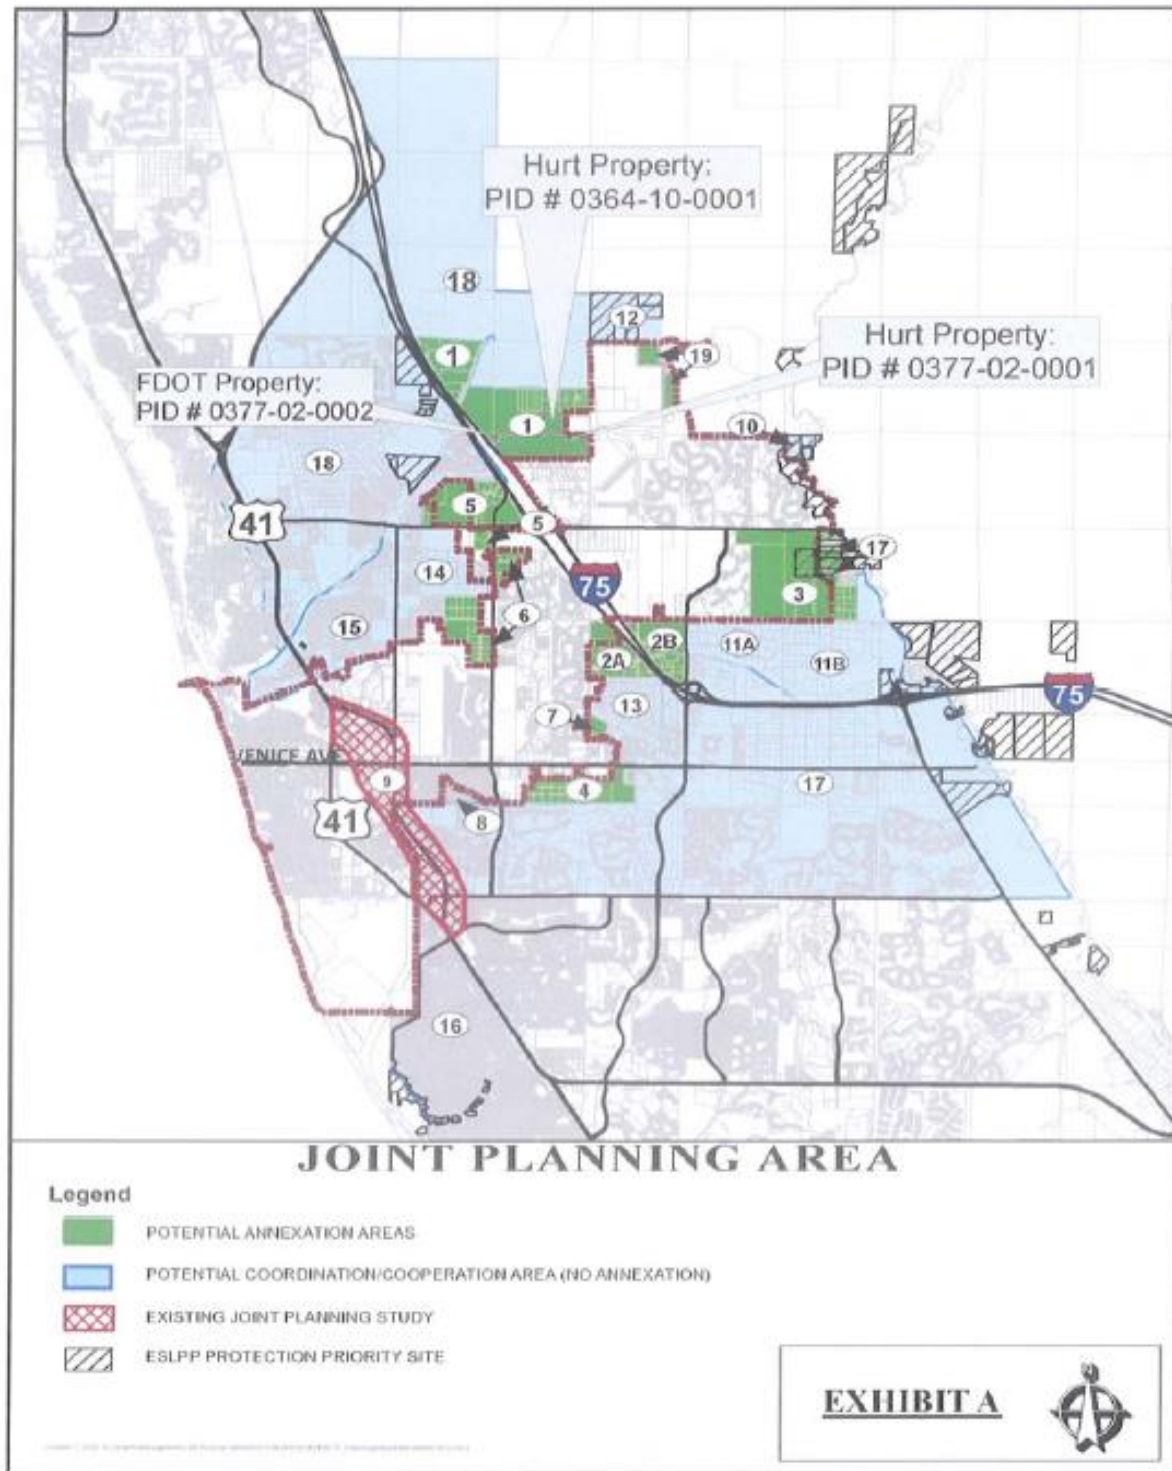 Hurt Property:
PID # 0364-10-0001
18
12
Hurt Property:
PID # 0377-02-0001
19
1
FDOT Property:
PID # 0377-02-0002
1
10
18
5
41
5
17
14
75
3
6
15
2B
11A
2A
11B
75
13
7
VENICE AVE
9
17
4
41
8
16
JOINT PLANNING AREA
Legend
POTENTIAL ANNEXATION AREAS
POTENTIAL COORDINATION/COOPERATION AREA (NO ANNEXATION)
EXISTING JOINT PLANNING STUDY
ESLPP PROTECTION PRIORITY SITE
EXHIBIT A